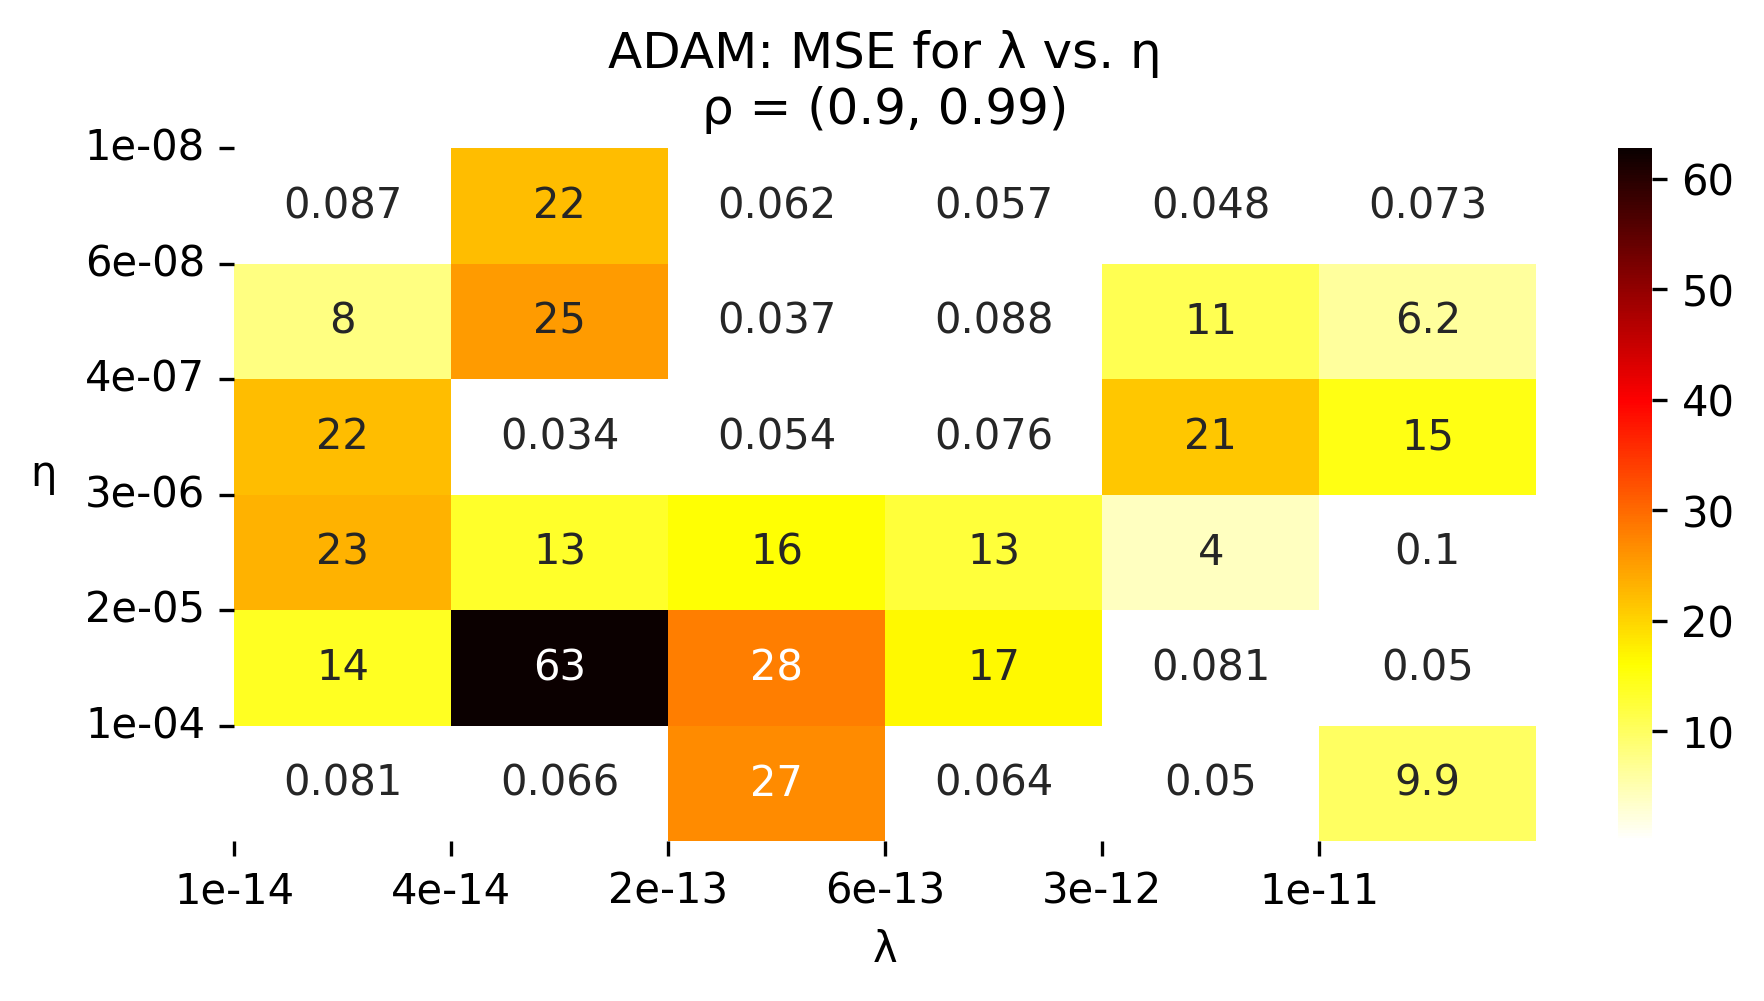 ADAM: MSE for λ vs. η
ρ = (0.9, 0.99)
1e-08
0.087 22 0.062 0.057 0.048 0.073
6e-08
8 25 0.037 0.088 11 6.2
4e-07
22 0.034 0.054 0.076 21 15
η
3e-06
23 13 16 13 4 0.1
2e-05
14 63 28 17 0.081 0.05
1e-04
0.081 0.066 27 0.064 0.05 9.9
1e-14 4e-14 2e-13 6e-13 3e-12 1e-11
λ
60
50
40
30
20
10